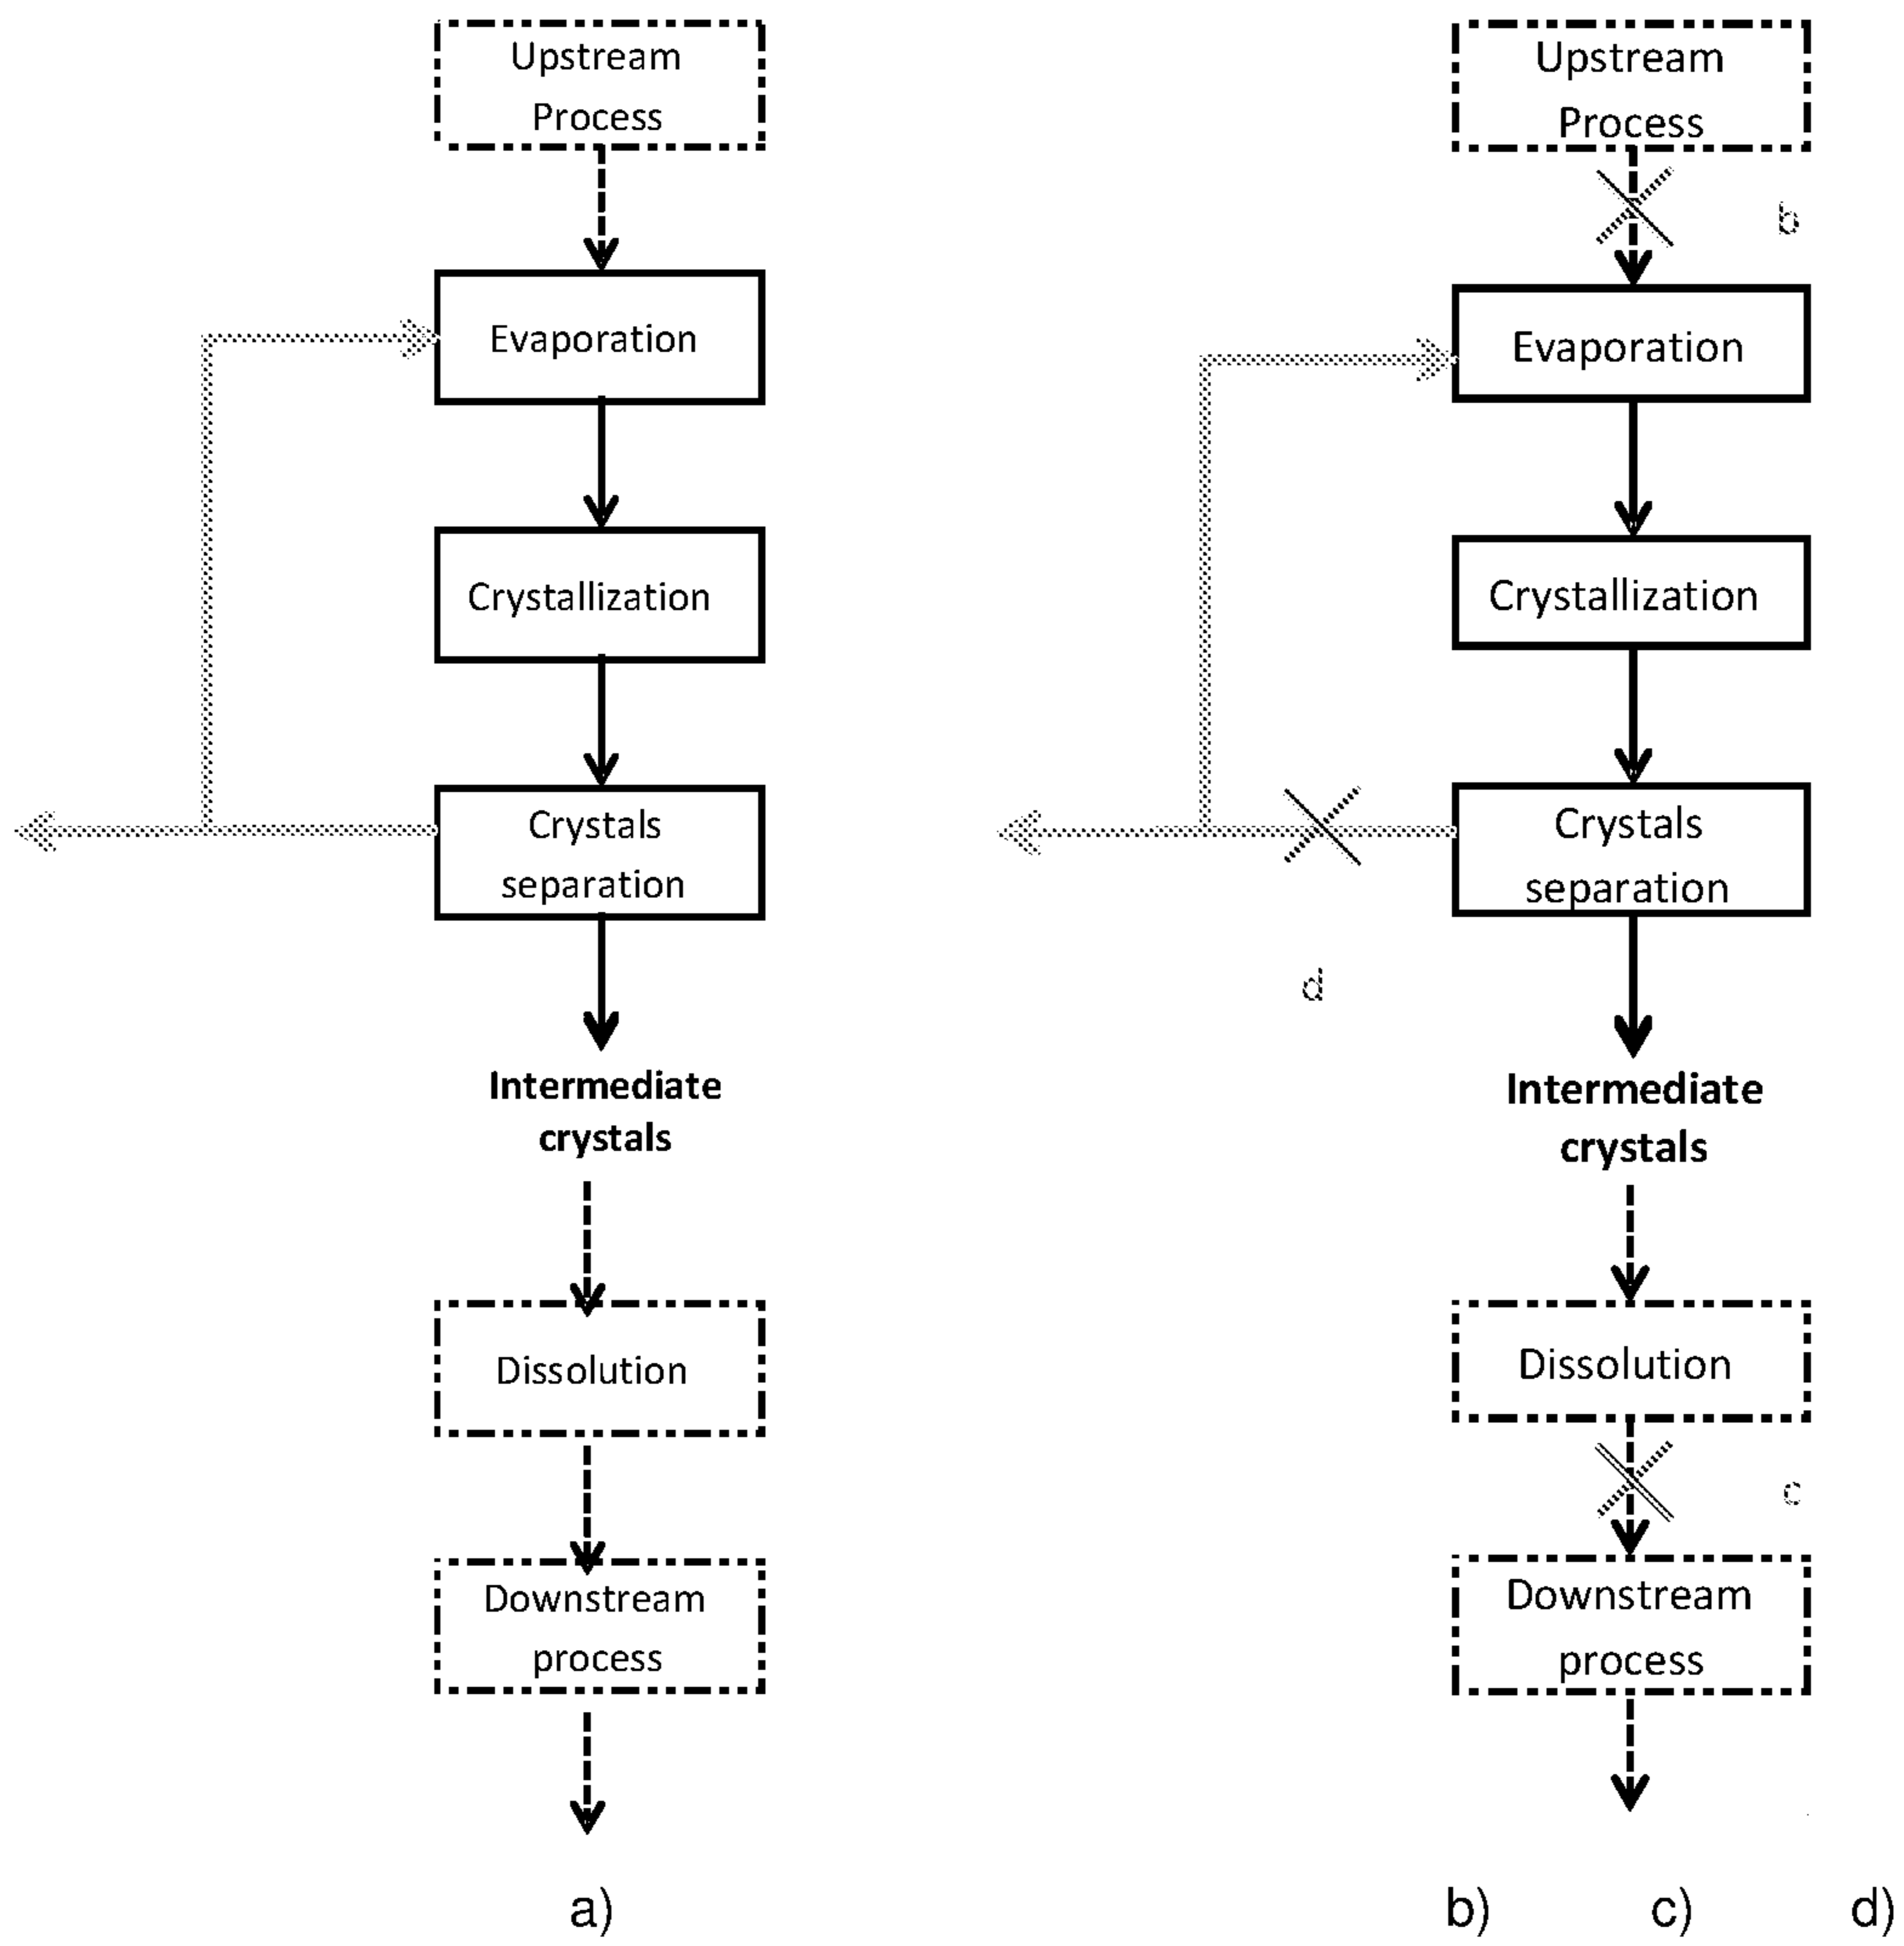 Upstream
Process
Evaporation
Crystallization
Crystals
separation
Intermediate
crystals
Dissolution
Downstream
process
a)
Upstream
Process
b
Evaporation
Crystallization
Crystals
separation
d
Intermediate
crystals
Dissolution
c
Downstream
process
b) c) d)